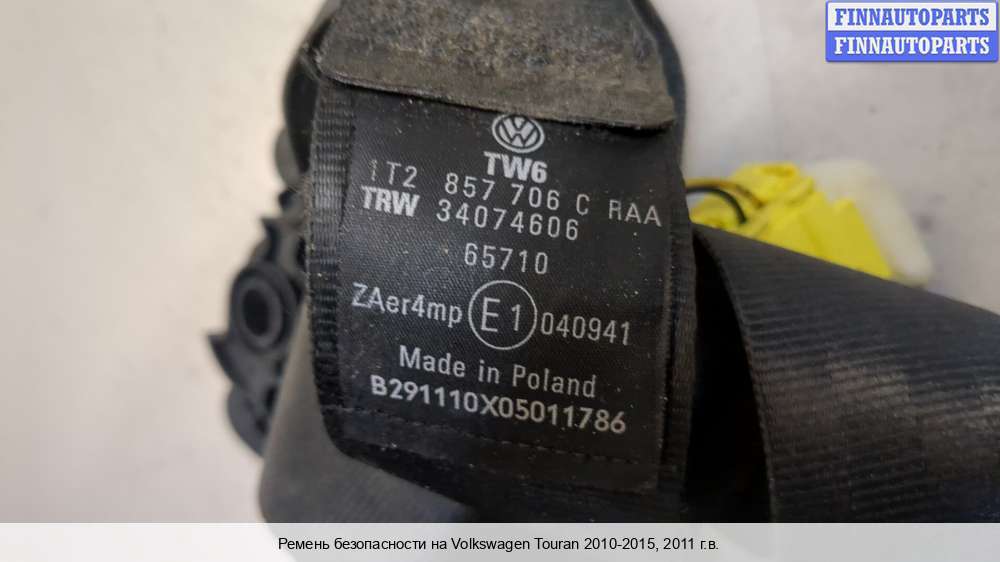 FINNAUTOPARTS
FINNAUTOPARTS
TW6
1T2 857 706 C RAA
TRW 34074606
65710
ZAer4mp E1 040941
Made in Poland
B291110X05011786
Ремень безопасности на Volkswagen Touran 2010-2015, 2011 г.в.